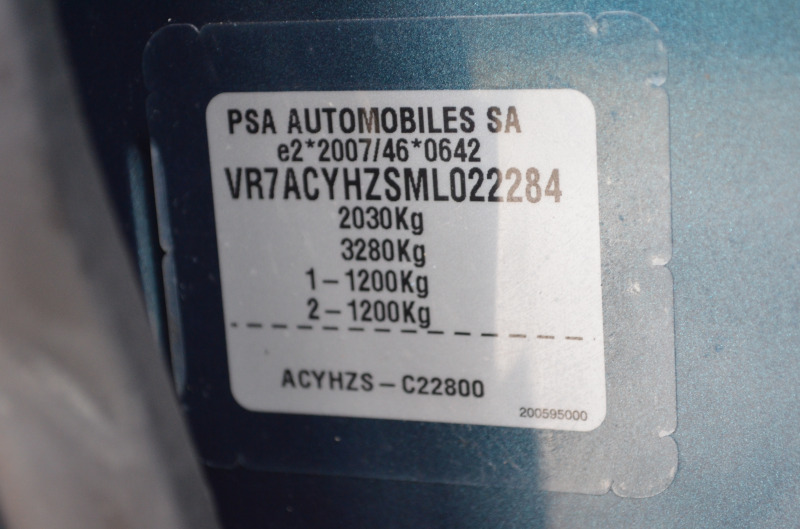 PSA AUTOMOBILES SA
e2*2007/46*0642
VR7ACYHZSML022284
2030Kg
3280Kg
1-1200Kg
2-1200Kg
ACYHZS-C22800
200595000